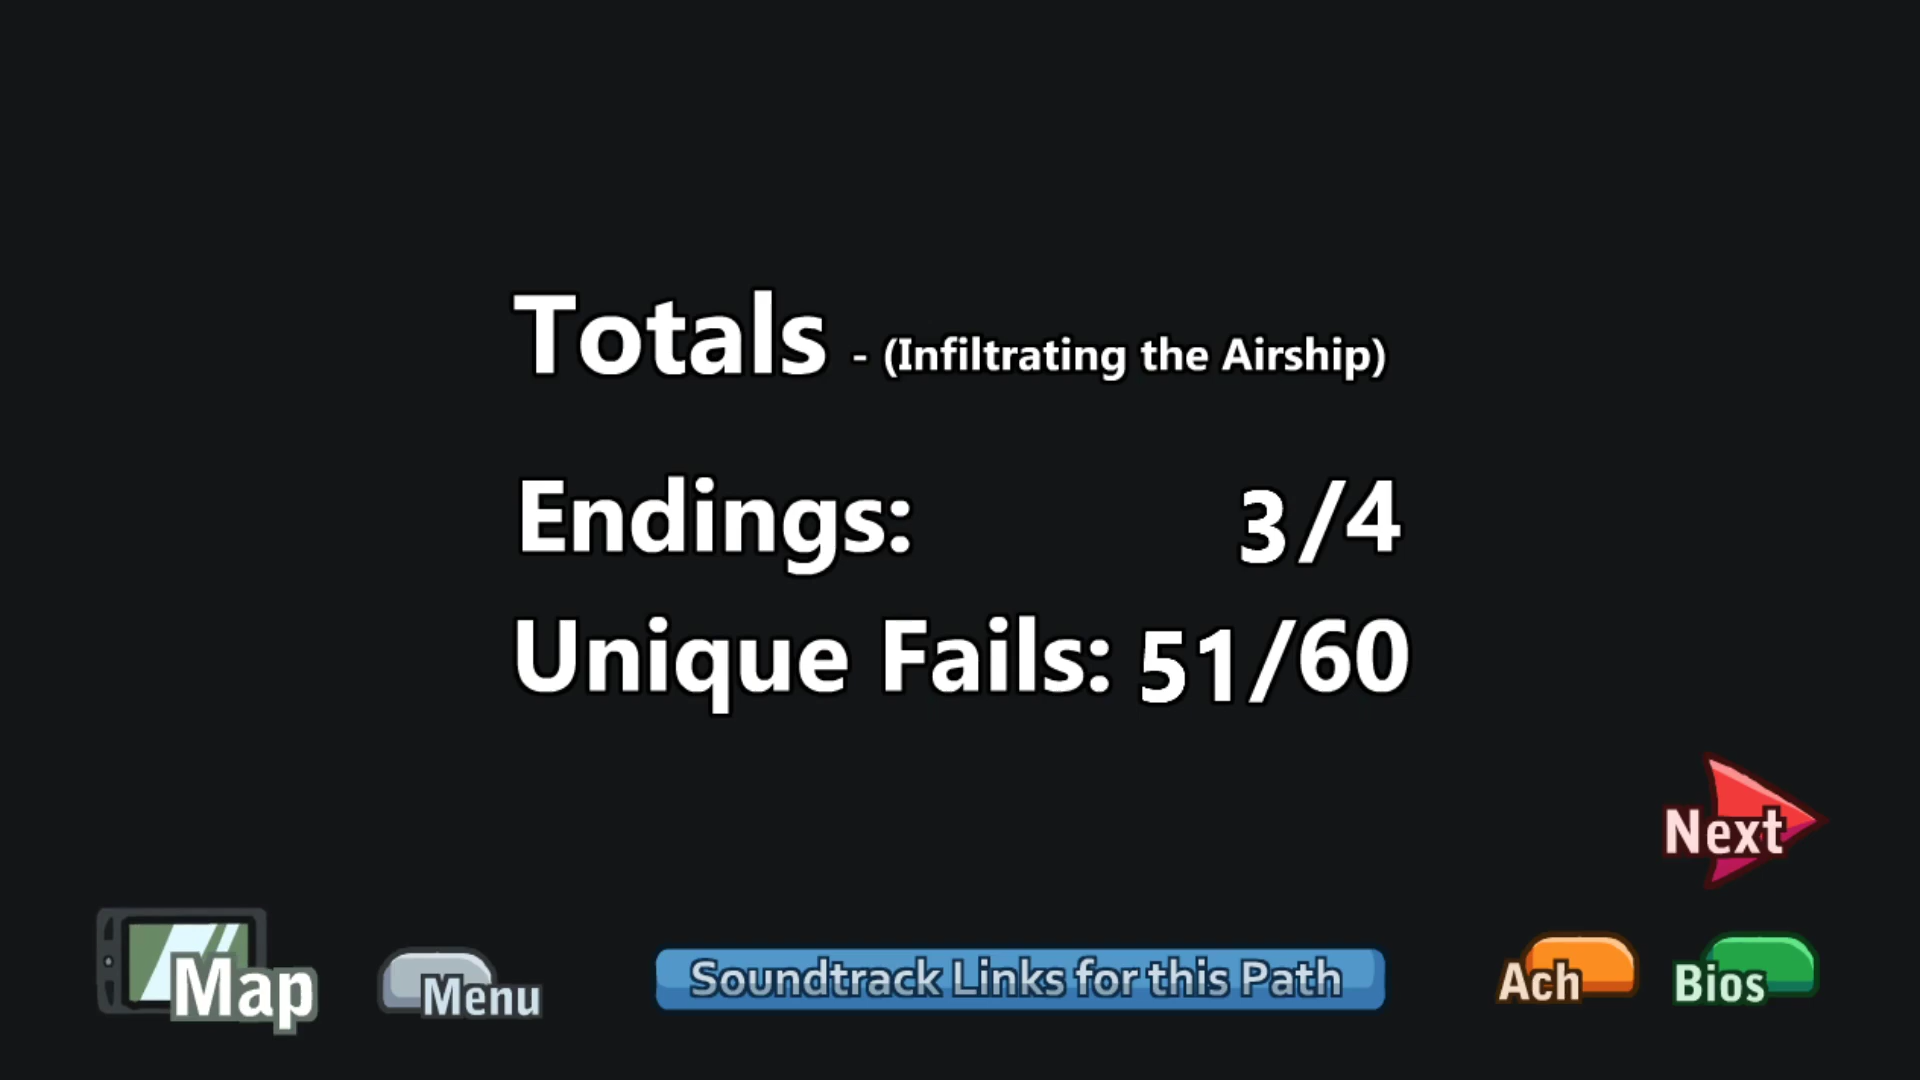 Totals - (Infiltrating the Airship)
Endings: 3/4
Unique Fails: 51/60
Next
Map
Menu
Soundtrack Links for this Path
Ach
Bios